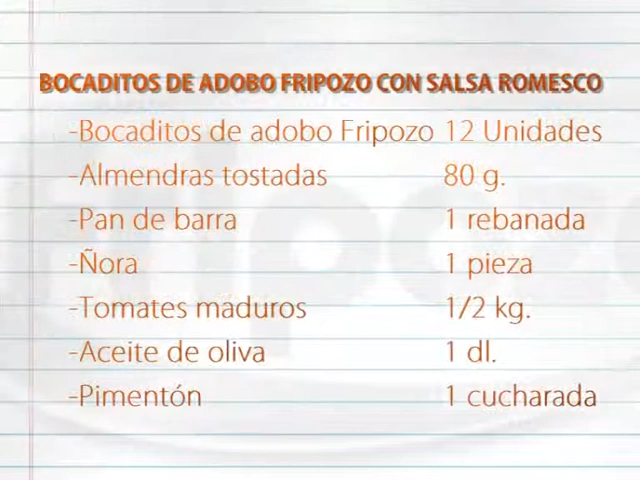 BOCADITOS DE ADOBO FRIPOZO CON SALSA ROMESCO
-Bocaditos de adobo Fripozo 12 Unidades
-Almendras tostadas 80 g.
-Pan de barra 1 rebanada
-Ñora 1 pieza
-Tomates máduros 1/2 kg.
-Aceite de oliva 1 dl.
-Pimentón 1 cucharada